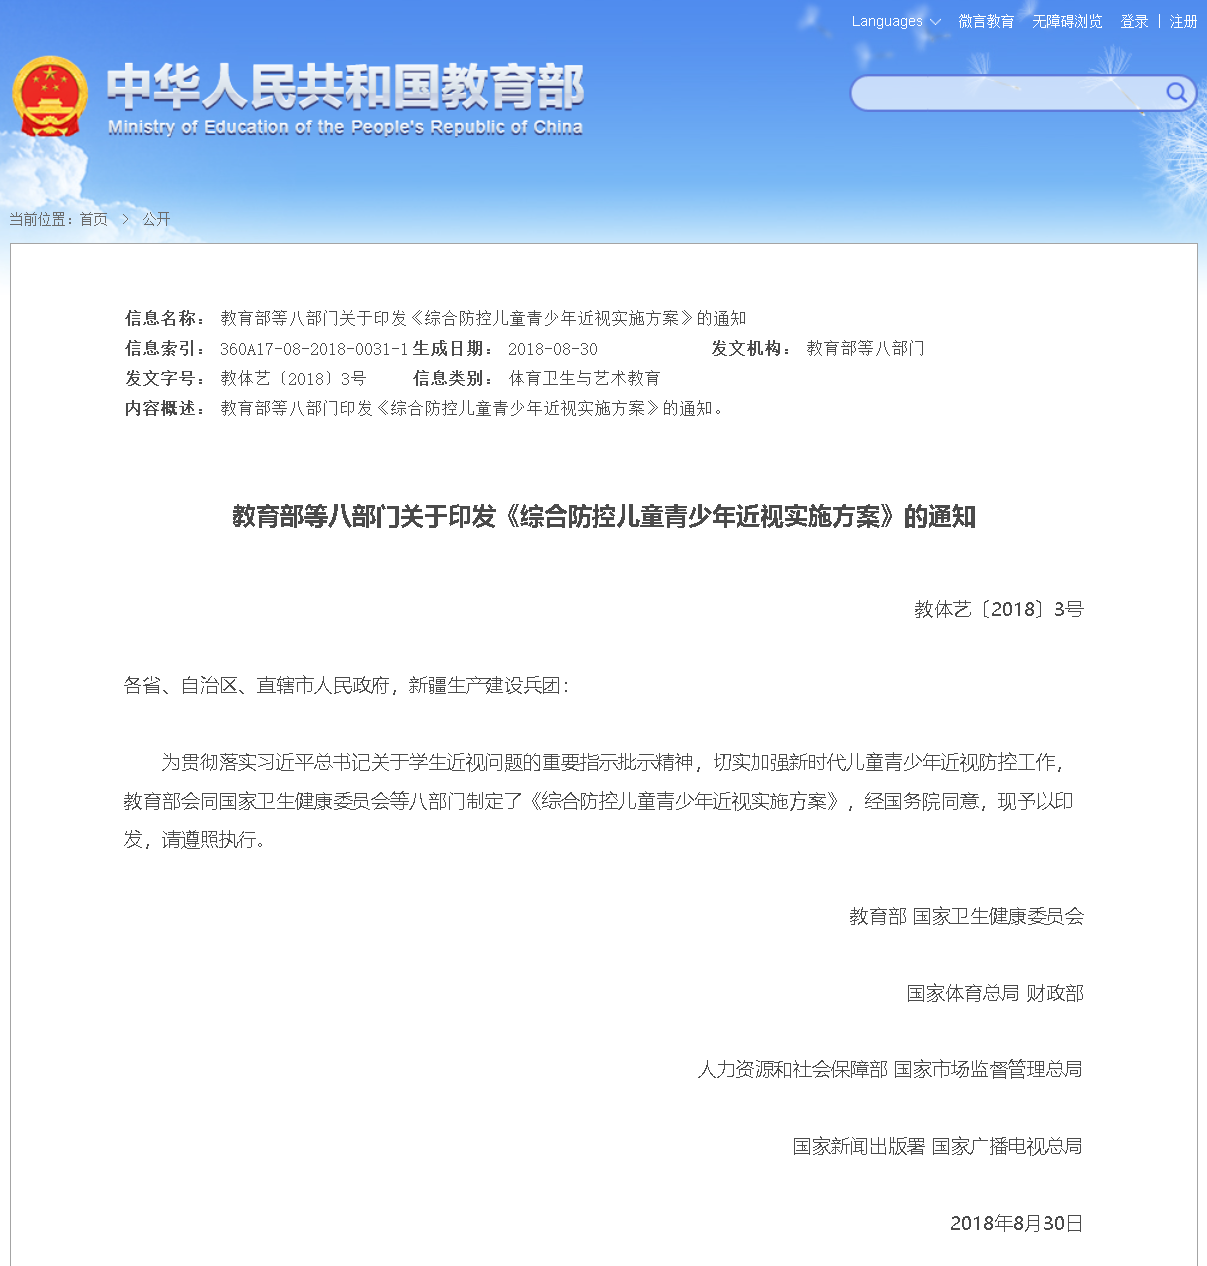 Languages 微言教育 无障碍浏览 登录 | 注册
中华人民共和国教育部
Ministry of Education of the People's Republic of China
当前位置：首页 > 公开
信息名称： 教育部等八部门关于印发《综合防控儿童青少年近视实施方案》的通知
信息索引： 360A17-08-2018-0031-1 生成日期： 2018-08-30 发文机构： 教育部等八部门
发文字号： 教体艺〔2018〕3号 信息类别： 体育卫生与艺术教育
内容概述： 教育部等八部门印发《综合防控儿童青少年近视实施方案》的通知。
教育部等八部门关于印发《综合防控儿童青少年近视实施方案》的通知
教体艺〔2018〕3号
各省、自治区、直辖市人民政府，新疆生产建设兵团：
为贯彻落实习近平总书记关于学生近视问题的重要指示批示精神，切实加强新时代儿童青少年近视防控工作，
教育部会同国家卫生健康委员会等八部门制定了《综合防控儿童青少年近视实施方案》，经国务院同意，现予以印
发，请遵照执行。
教育部 国家卫生健康委员会
国家体育总局 财政部
人力资源和社会保障部 国家市场监督管理总局
国家新闻出版署 国家广播电视总局
2018年8月30日